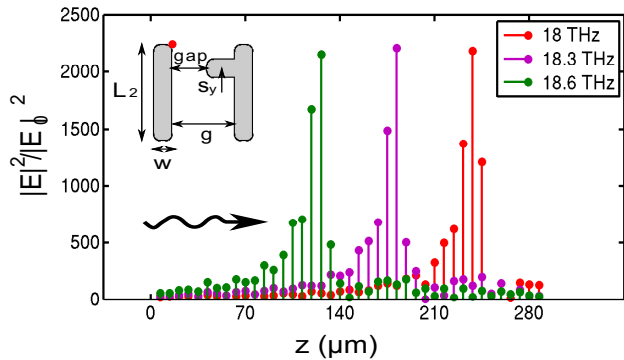 2500
2000
1500
1000
500
0
|E|²/|E₀|²
0
70
140
210
280
z (μm)
18 THz
18.3 THz
18.6 THz
gap
L₂
s_y
g
w